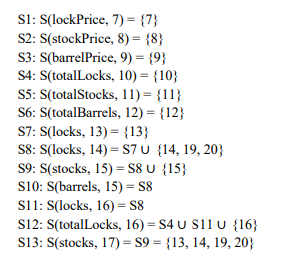 S1: S(lockPrice, 7) = {7}
S2: S(stockPrice, 8) = {8}
S3: S(barrelPrice, 9) = {9}
S4: S(totalLocks, 10) = {10}
S5: S(totalStocks, 11) = {11}
S6: S(totalBarrels, 12) = {12}
S7: S(locks, 13) = {13}
S8: S(locks, 14) = S7 U {14, 19, 20}
S9: S(stocks, 15) = S8 U {15}
S10: S(barrels, 15) = S8
S11: S(locks, 16) = S8
S12: S(totalLocks, 16) = S4 U S11 U {16}
S13: S(stocks, 17) = S9 = {13, 14, 19, 20}